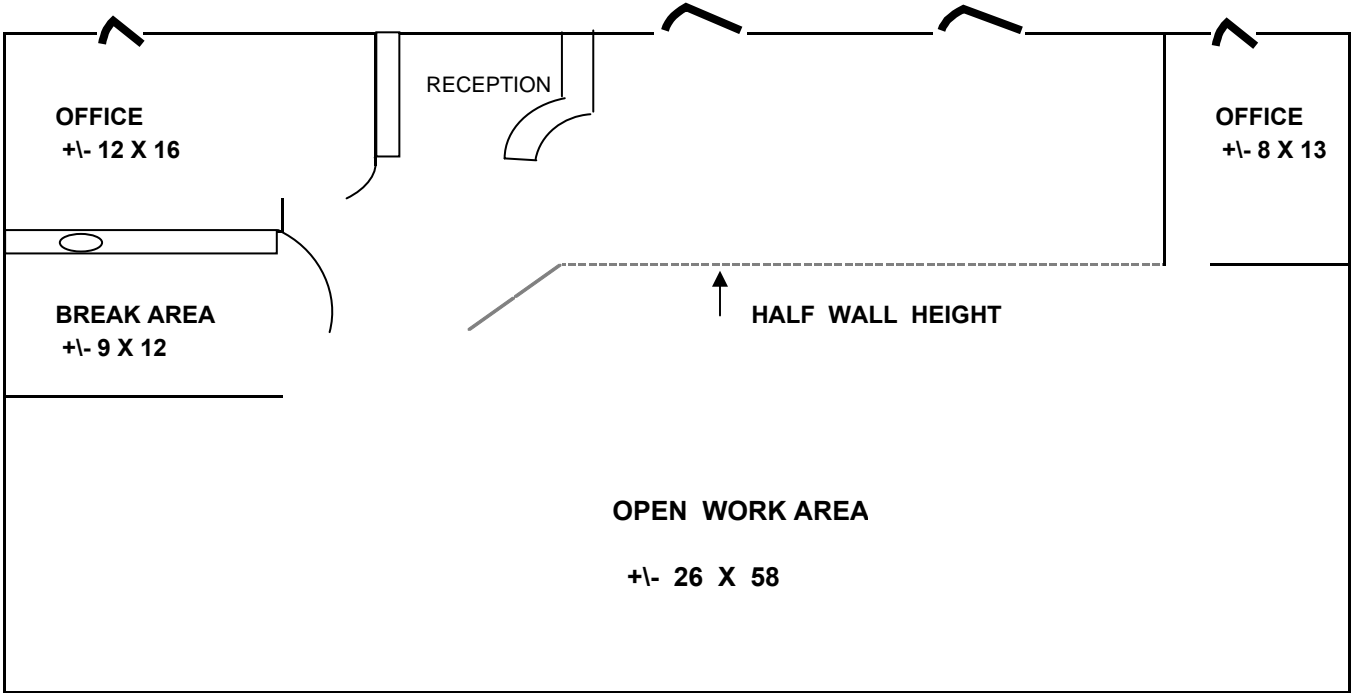 RECEPTION
OFFICE
+\- 12 X 16
OFFICE
+\- 8 X 13
BREAK AREA
+\- 9 X 12
HALF WALL HEIGHT
OPEN WORK AREA
+\- 26 X 58